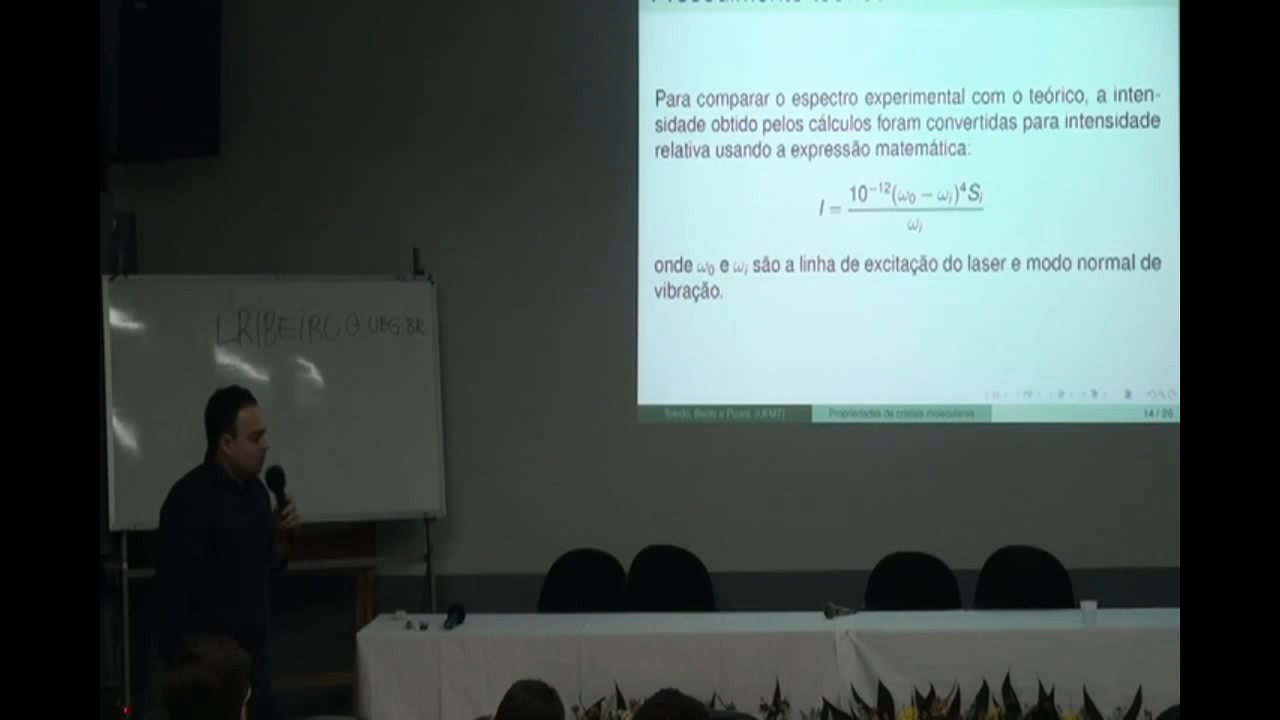 Para comparar o espectro experimental com o teórico, a inten-
sidade obtido pelos cálculos foram convertidas para intensidade
relativa usando a expressão matemática:
I = 10⁻¹²(ω₀ − ωᵢ)⁴Sᵢ / ωᵢ
onde ω₀ e ωᵢ são a linha de excitação do laser e modo normal de
vibração.
(UFMT) Propriedades de cristais moleculares 14 / 26
LRIBEIRO@UEG.BR